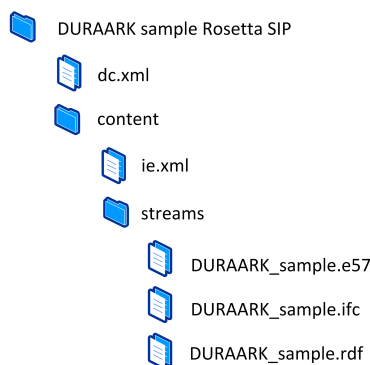 DURAARK sample Rosetta SIP
dc.xml
content
ie.xml
streams
DURAARK_sample.e57
DURAARK_sample.ifc
DURAARK_sample.rdf